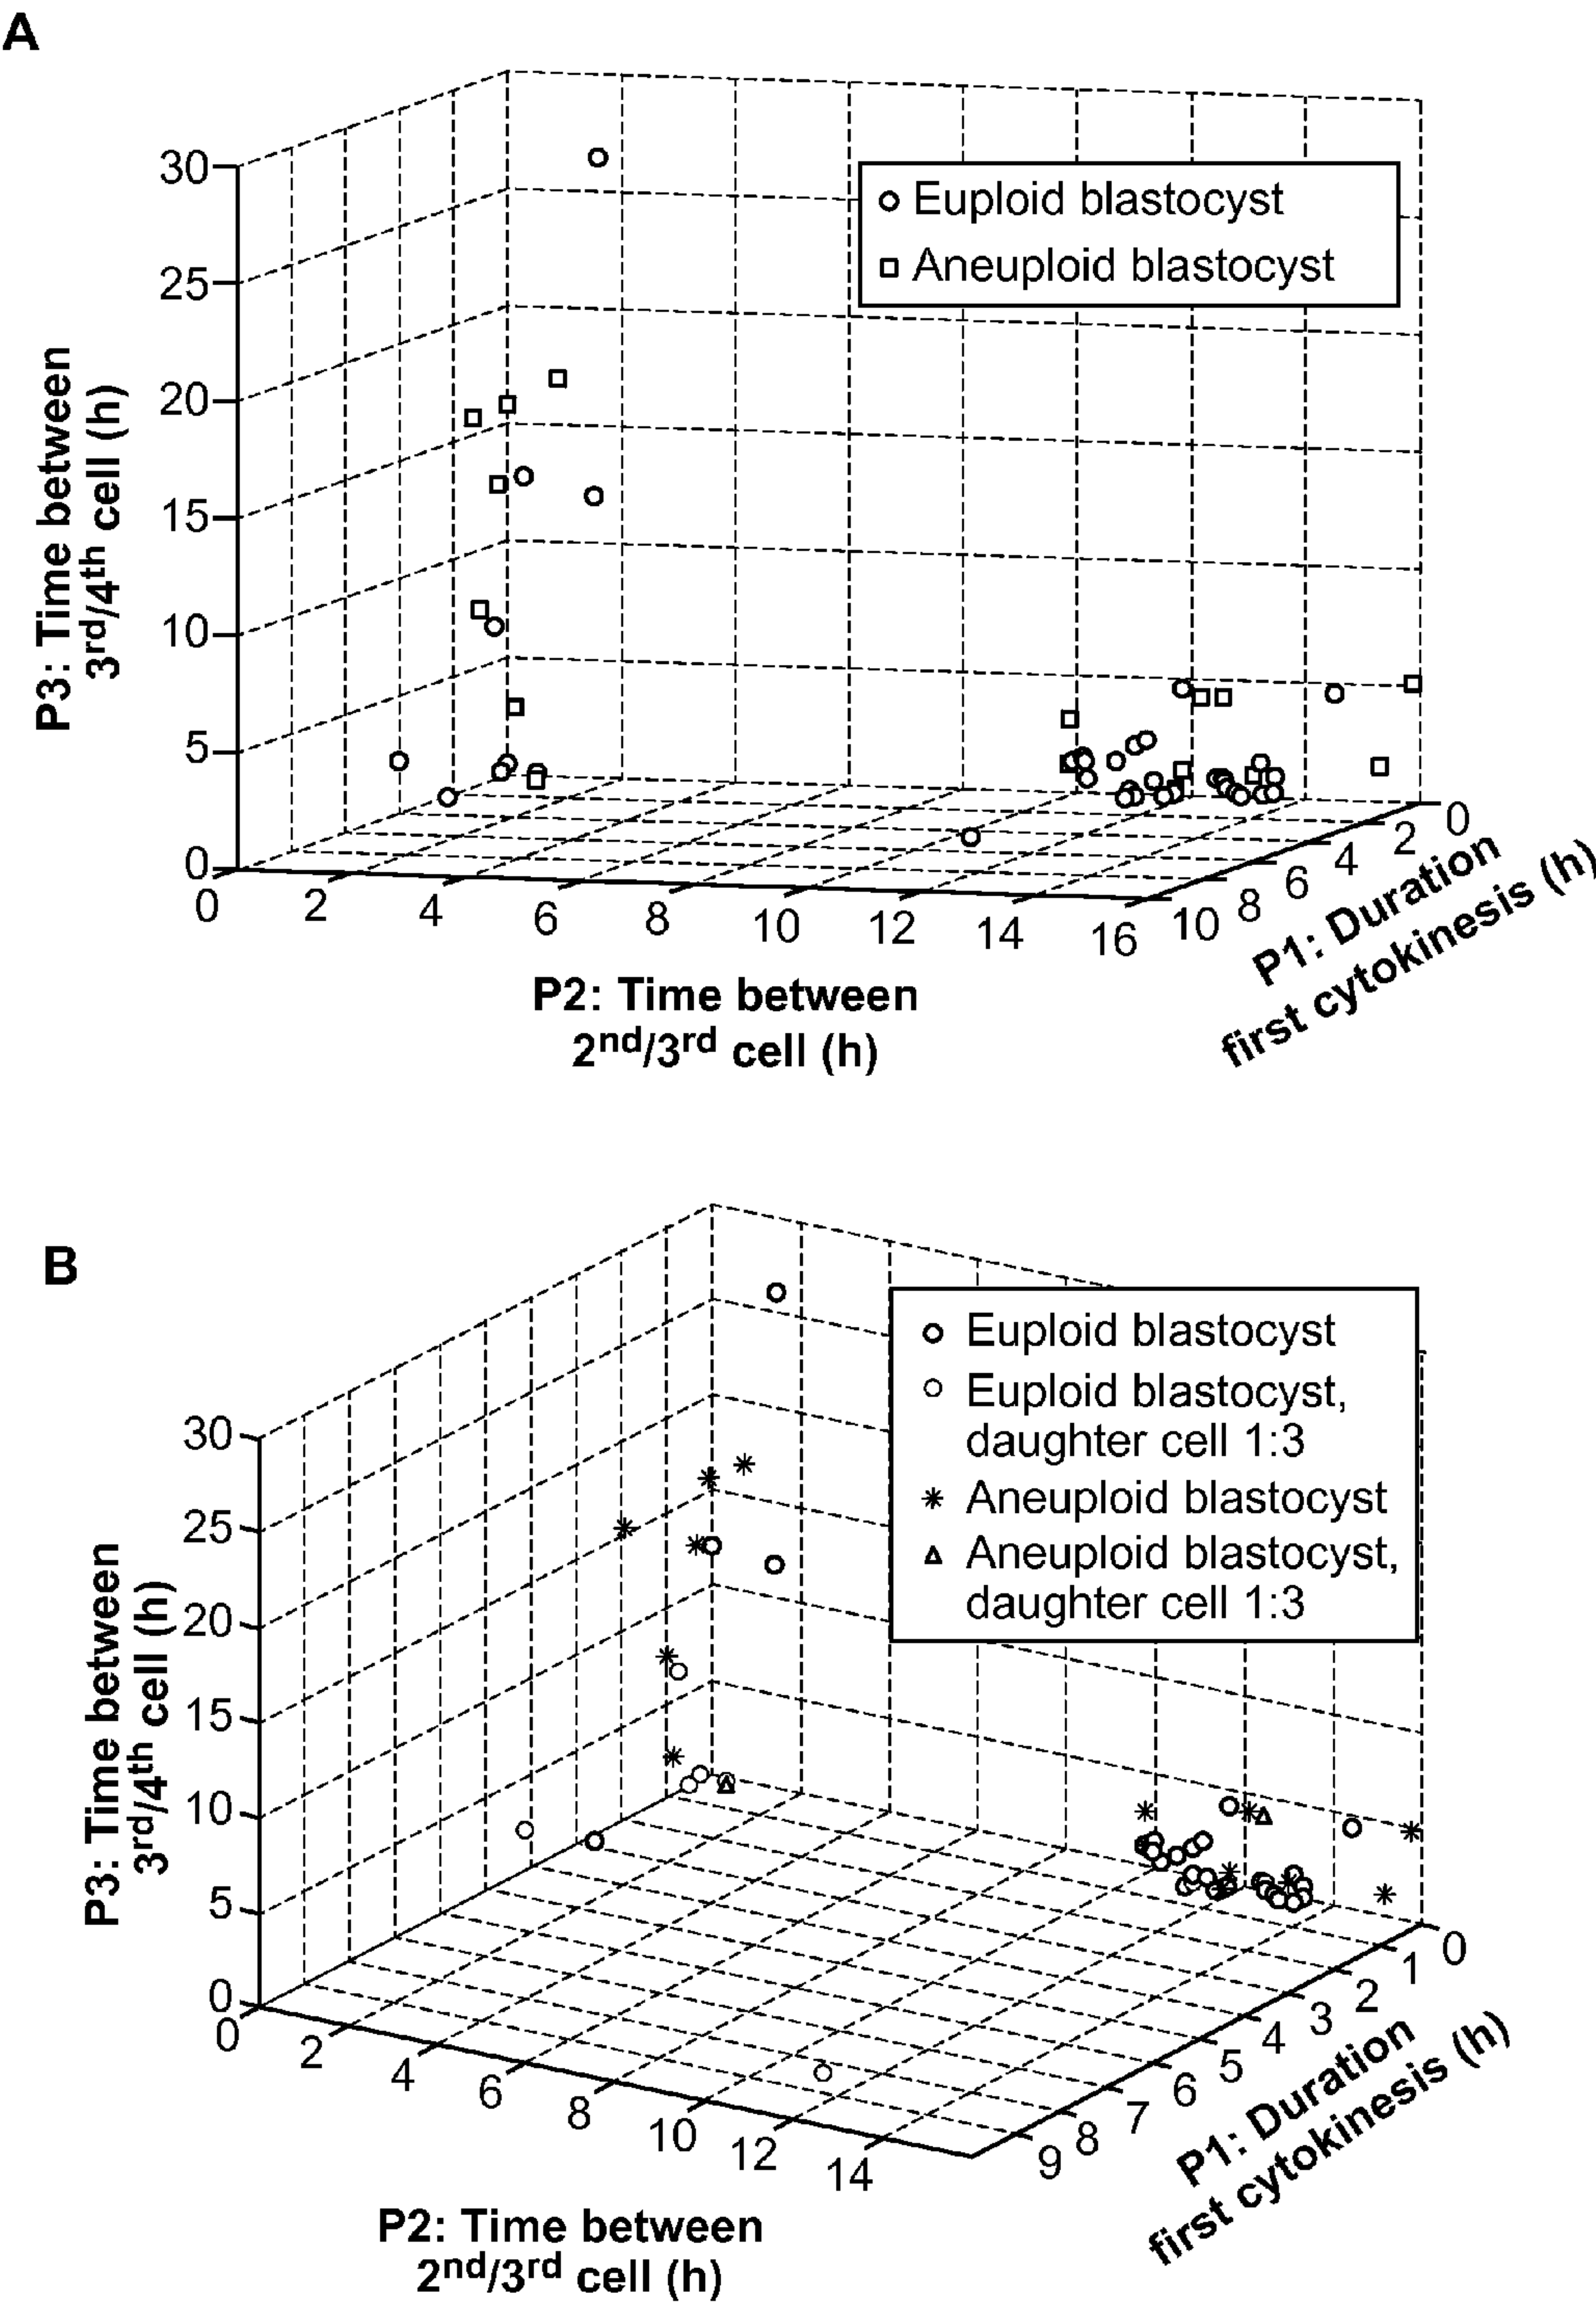 A
30
25
20
15
10
5
0
P3: Time between
3rd/4th cell (h)
Euploid blastocyst
Aneuploid blastocyst
0 2 4 6 8 10 12 14 16
10 8 6 4 2 0
P2: Time between
2nd/3rd cell (h)
P1: Duration
first cytokinesis (h)
B
30
25
20
15
10
5
0
P3: Time between
3rd/4th cell (h)
Euploid blastocyst
Euploid blastocyst,
daughter cell 1:3
Aneuploid blastocyst
Aneuploid blastocyst,
daughter cell 1:3
0 2 4 6 8 10 12 14
9 8 7 6 5 4 3 2 1 0
P2: Time between
2nd/3rd cell (h)
P1: Duration
first cytokinesis (h)